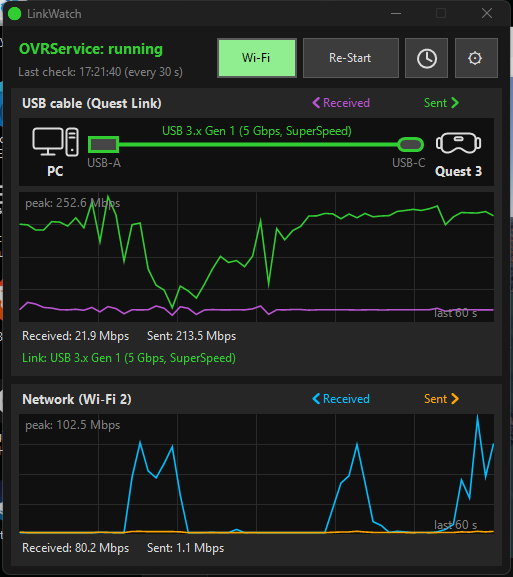 LinkWatch
OVRService: running
Last check: 17:21:40 (every 30 s)
Wi-Fi
Re-Start
USB cable (Quest Link)
Received
Sent
USB 3.x Gen 1 (5 Gbps, SuperSpeed)
USB-A
USB-C
PC
Quest 3
peak: 252.6 Mbps
last 60 s
Received: 21.9 Mbps
Sent: 213.5 Mbps
Link: USB 3.x Gen 1 (5 Gbps, SuperSpeed)
Network (Wi-Fi 2)
Received
Sent
peak: 102.5 Mbps
last 60 s
Received: 80.2 Mbps
Sent: 1.1 Mbps